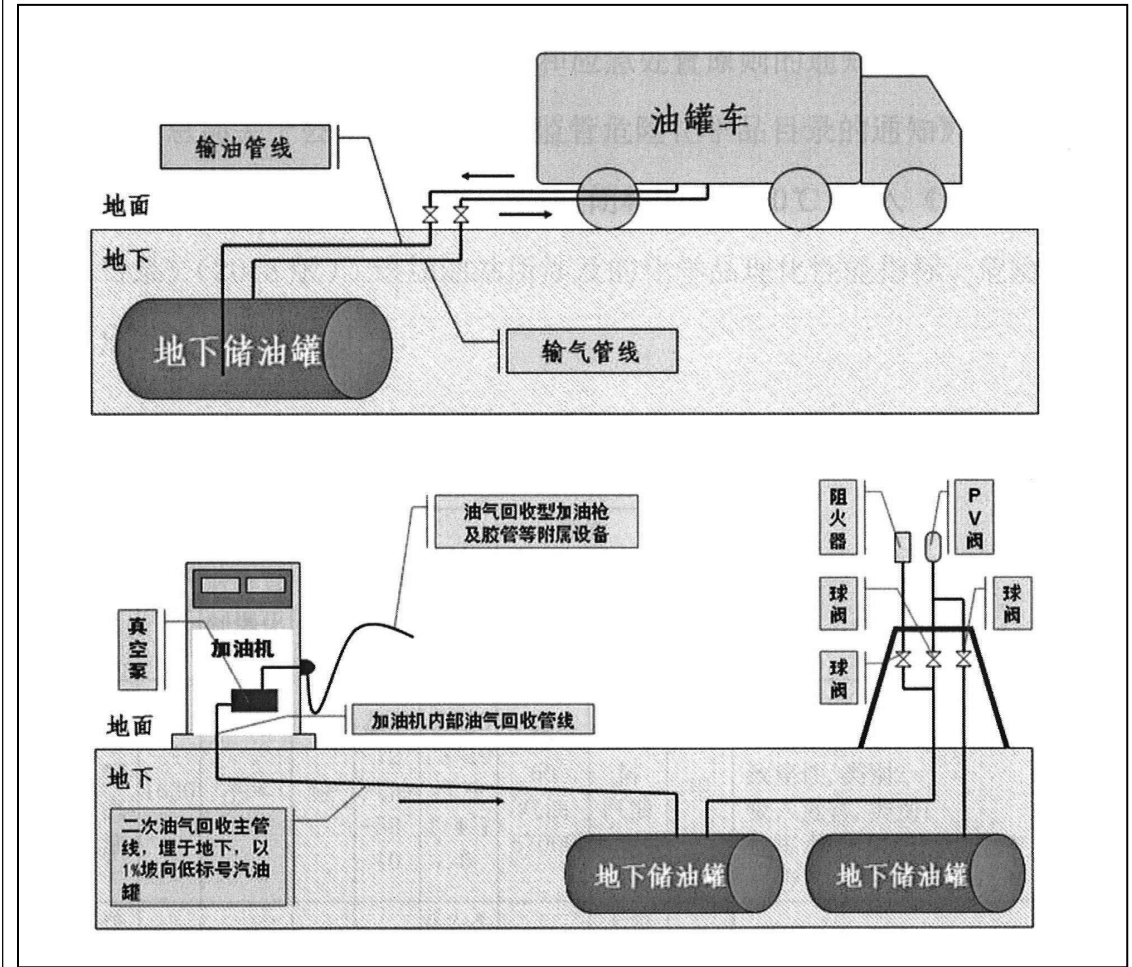 油罐车
输油管线
地面
地下
地下储油罐
输气管线
油气回收型加油枪
及胶管等附属设备
阻火器
PV阀
真空泵
加油机
球阀
球阀
球阀
地面
加油机内部油气回收管线
地下
二次油气回收主管
线，埋于地下，以
1%坡向低标号汽油
罐
地下储油罐
地下储油罐